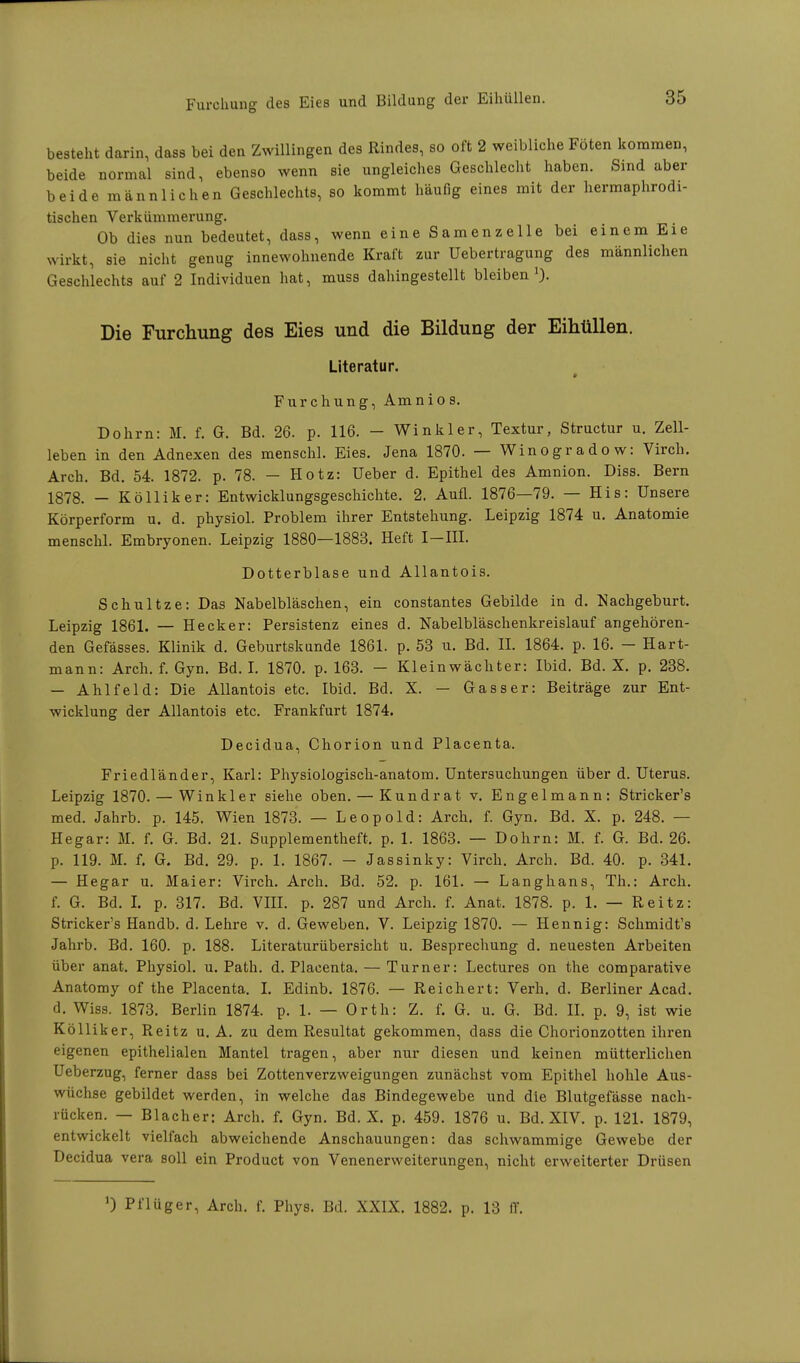 Furchung des Eies und Bildung der Eihüllen. 35
besteht darin, dass bei den Zwillingen des Rindes, so oft 2 weibliche Föten kommen,
beide normal sind, ebenso wenn sie ungleiches Geschlecht haben. Sind aber
beide männlichen Geschlechts, so kommt häufig eines mit der hermaphrodi-
tischen Verkümmerung.
Ob dies nun bedeutet, dass, wenn eine Samenzelle bei einem Eie
wirkt, sie nicht genug innewohnende Kraft zur Uebertragung des männlichen
Geschlechts auf 2 Individuen hat, muss dahingestellt bleiben ¹).
Die Furchung des Eies und die Bildung der Eihüllen.
Literatur.
Furchung, Amnios.
Dohrn: M. f. G. Bd. 26. p. 116. — Winkler, Textur, Structur u. Zell-
leben in den Adnexen des menschl. Eies. Jena 1870. — Winogradow: Virch.
Arch. Bd. 54. 1872. p. 78. — Hotz: Ueber d. Epithel des Amnion. Diss. Bern
1878. — Kölliker: Entwicklungsgeschichte. 2. Aufl. 1876—79. — His: Unsere
Körperform u. d. physiol. Problem ihrer Entstehung. Leipzig 1874 u. Anatomie
menschl. Embryonen. Leipzig 1880—1883. Heft I—III.
Dotterblase und Allantois.
Schultze: Das Nabelbläschen, ein constantes Gebilde in d. Nachgeburt.
Leipzig 1861. — Hecker: Persistenz eines d. Nabelbläschenkreislauf angehören-
den Gefässes. Klinik d. Geburtskunde 1861. p. 53 u. Bd. II. 1864. p. 16. — Hart-
mann: Arch. f. Gyn. Bd. I. 1870. p. 163. — Kleinwächter: Ibid. Bd. X. p. 238.
— Ahlfeld: Die Allantois etc. Ibid. Bd. X. — Gasser: Beiträge zur Ent-
wicklung der Allantois etc. Frankfurt 1874.
Decidua, Chorion und Placenta.
Friedländer, Karl: Physiologisch-anatom. Untersuchungen über d. Uterus.
Leipzig 1870. — Winkler siehe oben. — Kundrat v. Engelmann: Stricker's
med. Jahrb. p. 145. Wien 1873. — Leopold: Arch. f. Gyn. Bd. X. p. 248. —
Hegar: M. f. G. Bd. 21. Supplementheft. p. 1. 1863. — Dohrn: M. f. G. Bd. 26.
p. 119. M. f. G. Bd. 29. p. 1. 1867. — Jassinky: Virch. Arch. Bd. 40. p. 341.
— Hegar u. Maier: Virch. Arch. Bd. 52. p. 161. — Langhans, Th.: Arch.
f. G. Bd. I. p. 317. Bd. VIII. p. 287 und Arch. f. Anat. 1878. p. 1. — Reitz:
Stricker's Handb. d. Lehre v. d. Geweben. V. Leipzig 1870. — Hennig: Schmidt's
Jahrb. Bd. 160. p. 188. Literaturübersicht u. Besprechung d. neuesten Arbeiten
über anat. Physiol. u. Path. d. Placenta. — Turner: Lectures on the comparative
Anatomy of the Placenta. I. Edinb. 1876. — Reichert: Verh. d. Berliner Acad.
d. Wiss. 1873. Berlin 1874. p. 1. — Orth: Z. f. G. u. G. Bd. II. p. 9, ist wie
Kölliker, Reitz u. A. zu dem Resultat gekommen, dass die Chorionzotten ihren
eigenen epithelialen Mantel tragen, aber nur diesen und keinen mütterlichen
Ueberzug, ferner dass bei Zottenverzweigungen zunächst vom Epithel hohle Aus-
wüchse gebildet werden, in welche das Bindegewebe und die Blutgefässe nach-
rücken. — Blacher: Arch. f. Gyn. Bd. X. p. 459. 1876 u. Bd. XIV. p. 121. 1879,
entwickelt vielfach abweichende Anschauungen: das schwammige Gewebe der
Decidua vera soll ein Product von Venenerweiterungen, nicht erweiterter Drüsen
¹) Pflüger, Arch. f. Phys. Bd. XXIX. 1882. p. 13 ff.